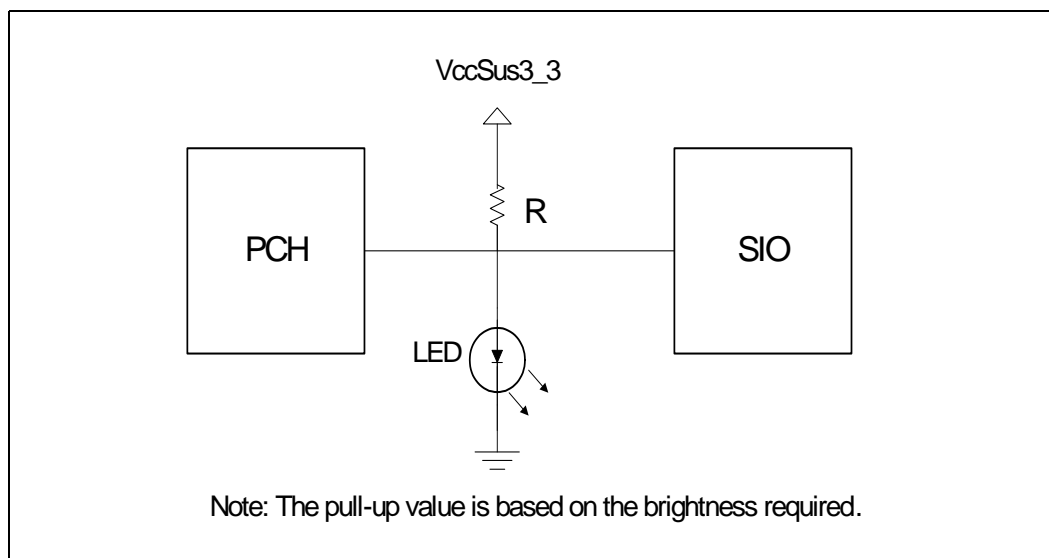 VccSus3_3
R
PCH
SIO
LED
Note: The pull-up value is based on the brightness required.